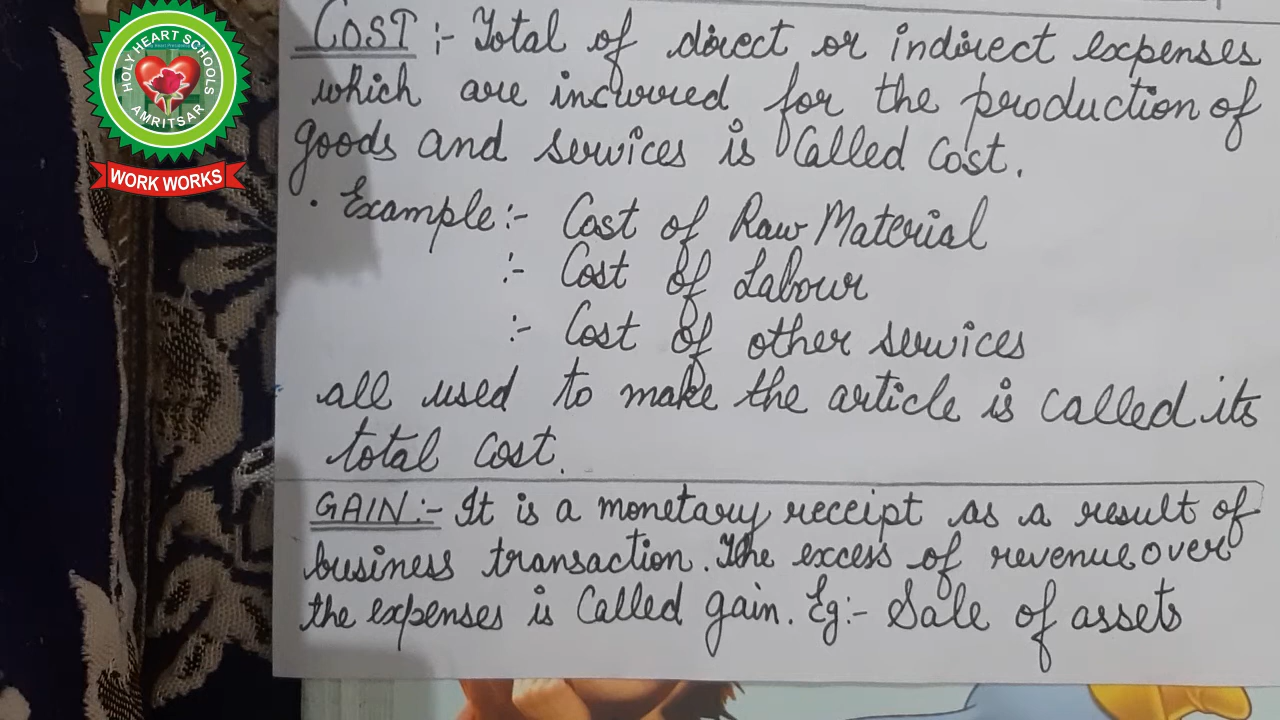 HOLY HEART SCHOOLS
AMRITSAR
WORK WORKS
COST :- Total of direct or indirect expenses
which are incurred for the production of
goods and services is Called Cost.
• Example :- Cost of Raw Material
:- Cost of Labour
:- Cost of other services
all used to make the article is called its
total cost.
GAIN :- It is a monetary receipt as a result of
business transaction. The excess of revenue over
the expenses is Called gain. Eg:- Sale of assets